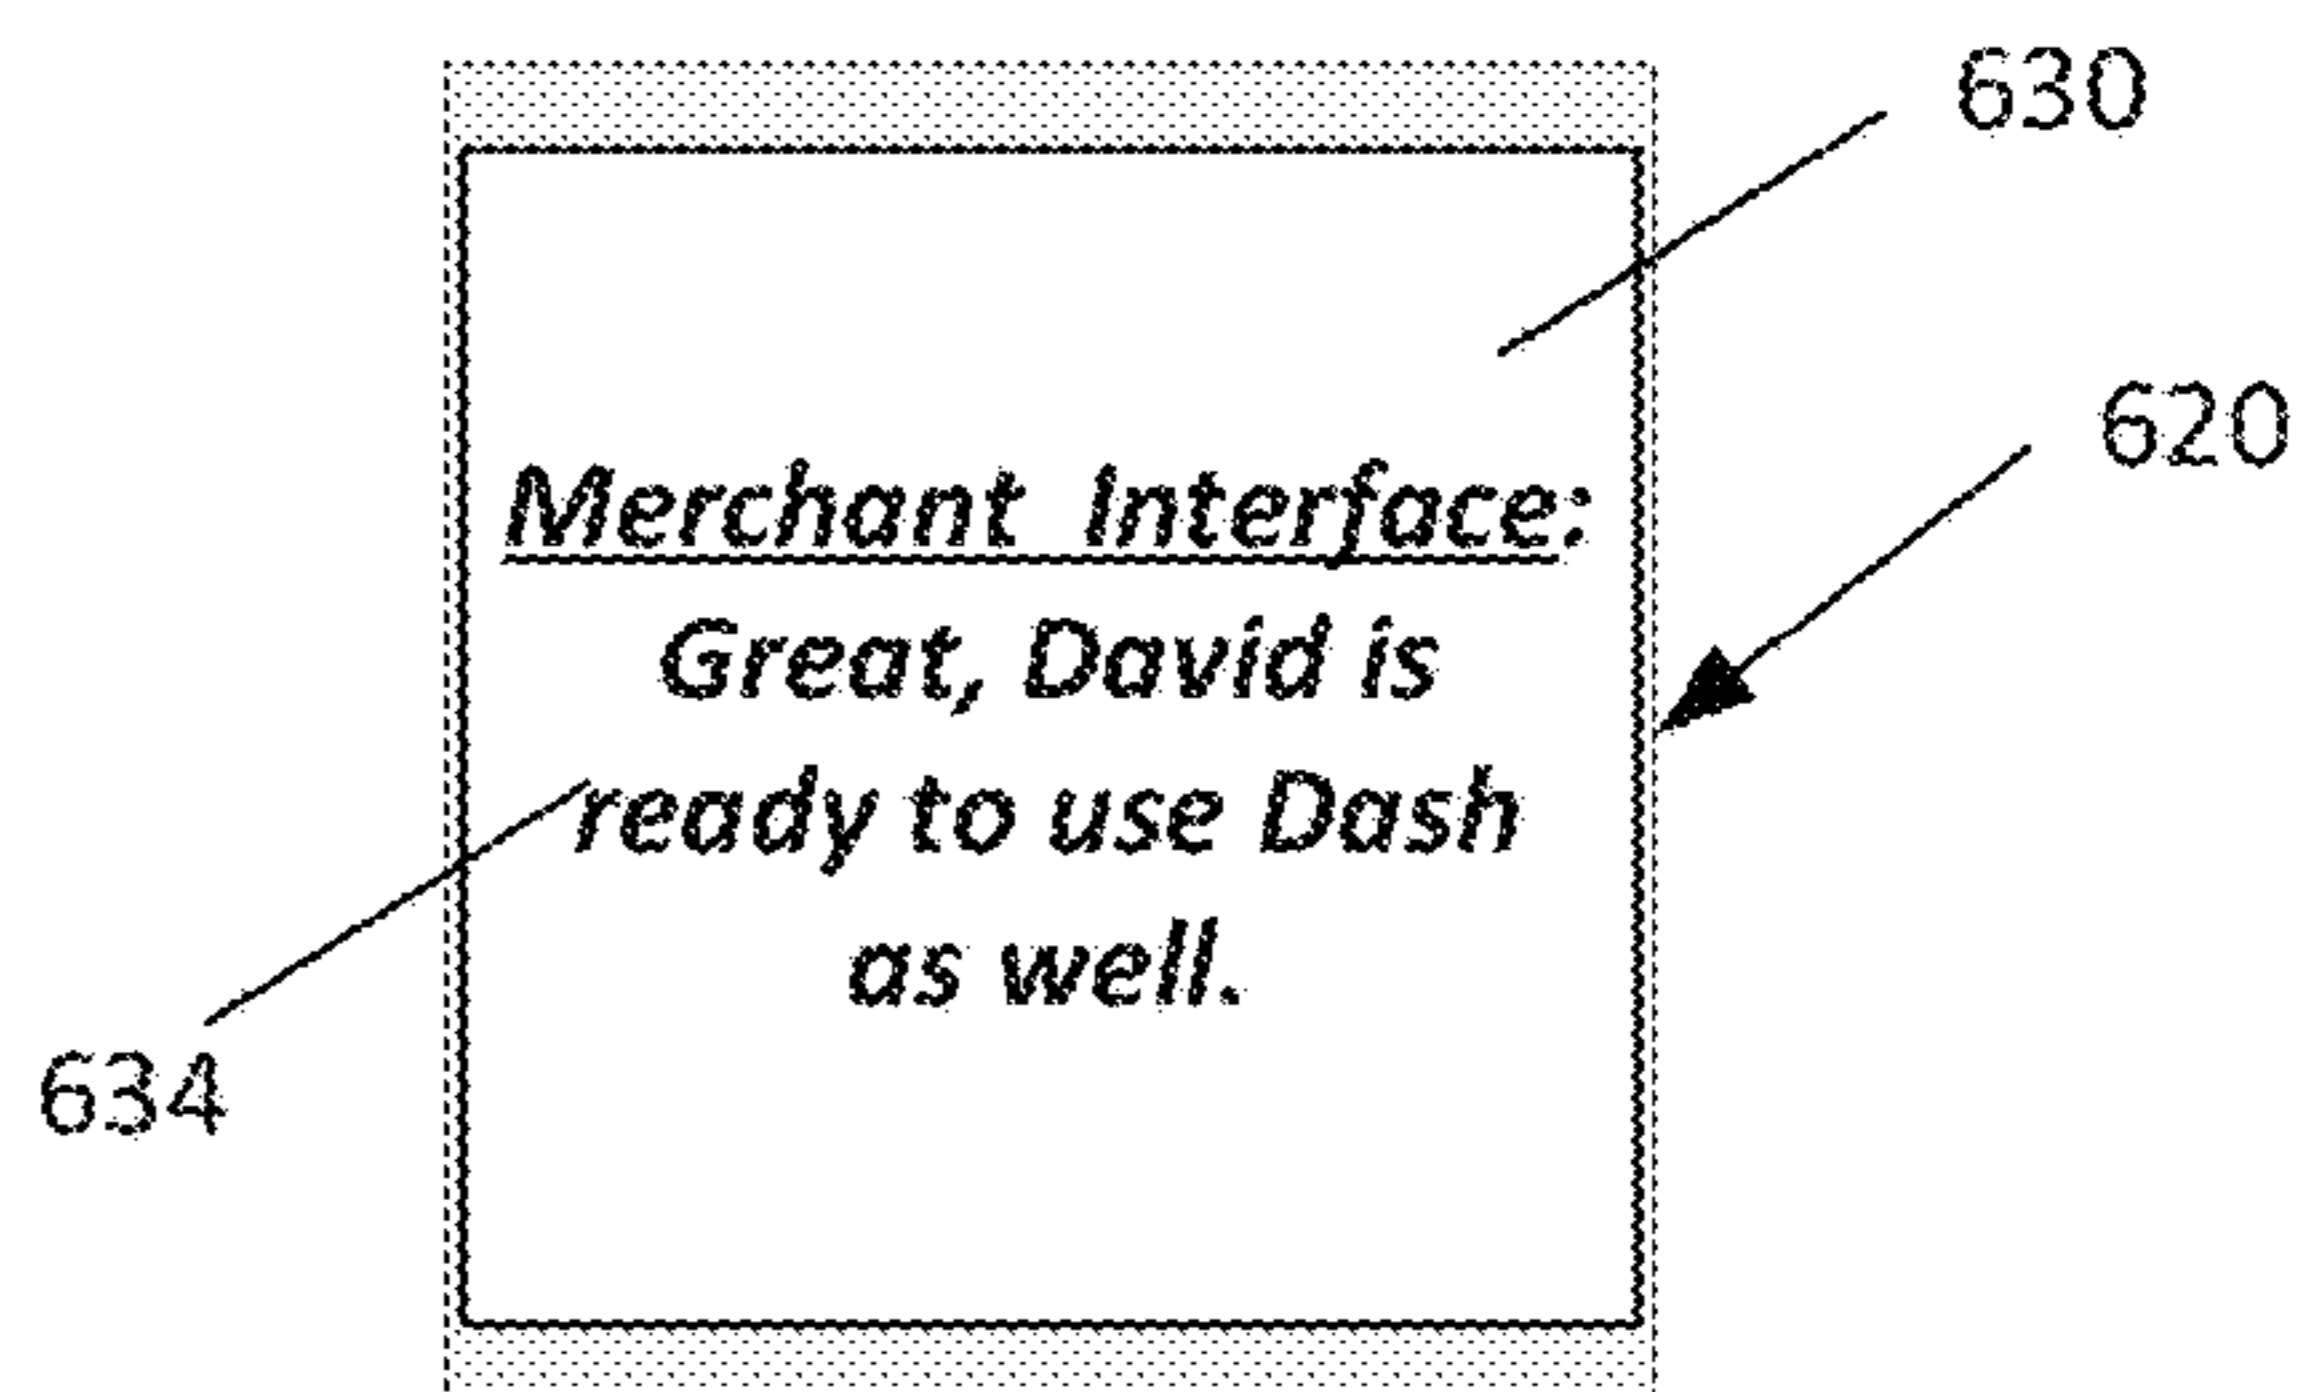 630
620
Merchant Interface:
Great, David is
ready to use Dash
as well.
634